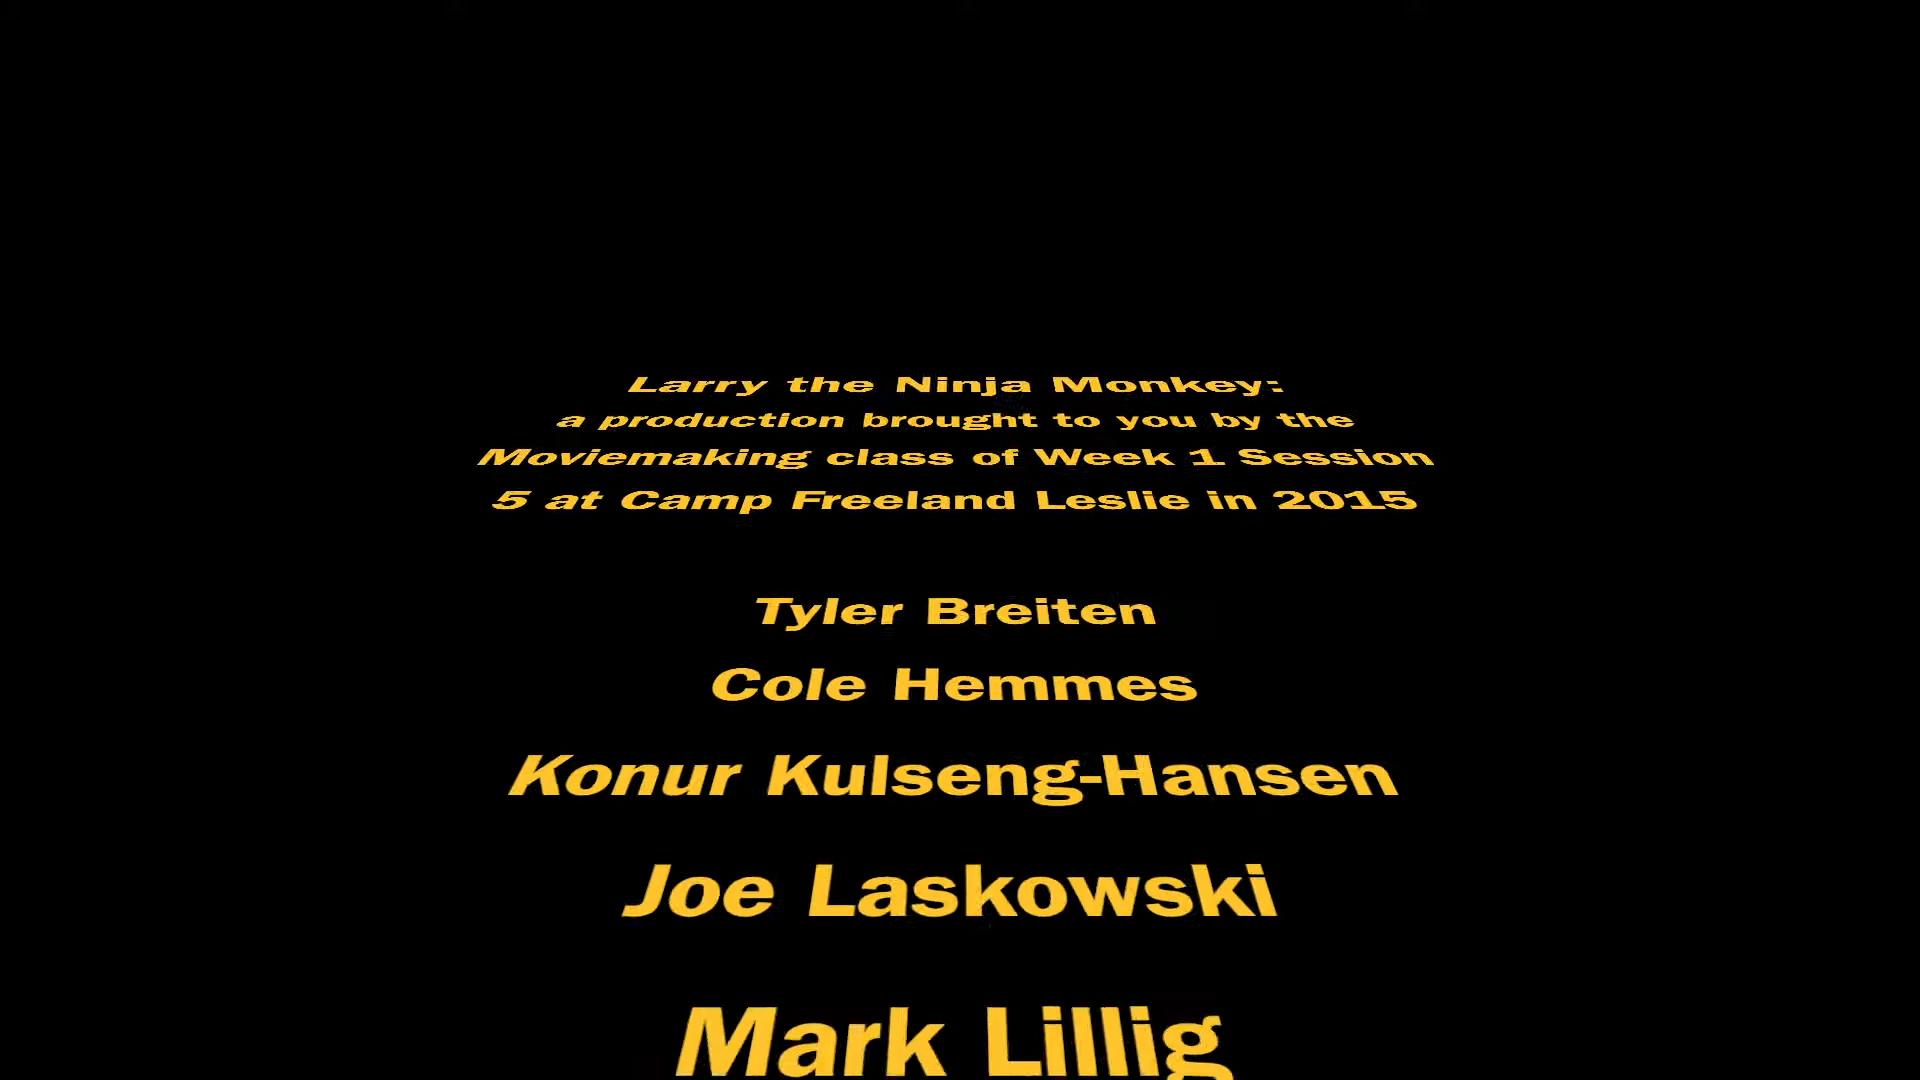 Larry the Ninja Monkey:
a production brought to you by the
Moviemaking class of Week 1 Session
5 at Camp Freeland Leslie in 2015
Tyler Breiten
Cole Hemmes
Konur Kulseng-Hansen
Joe Laskowski
Mark Lillig